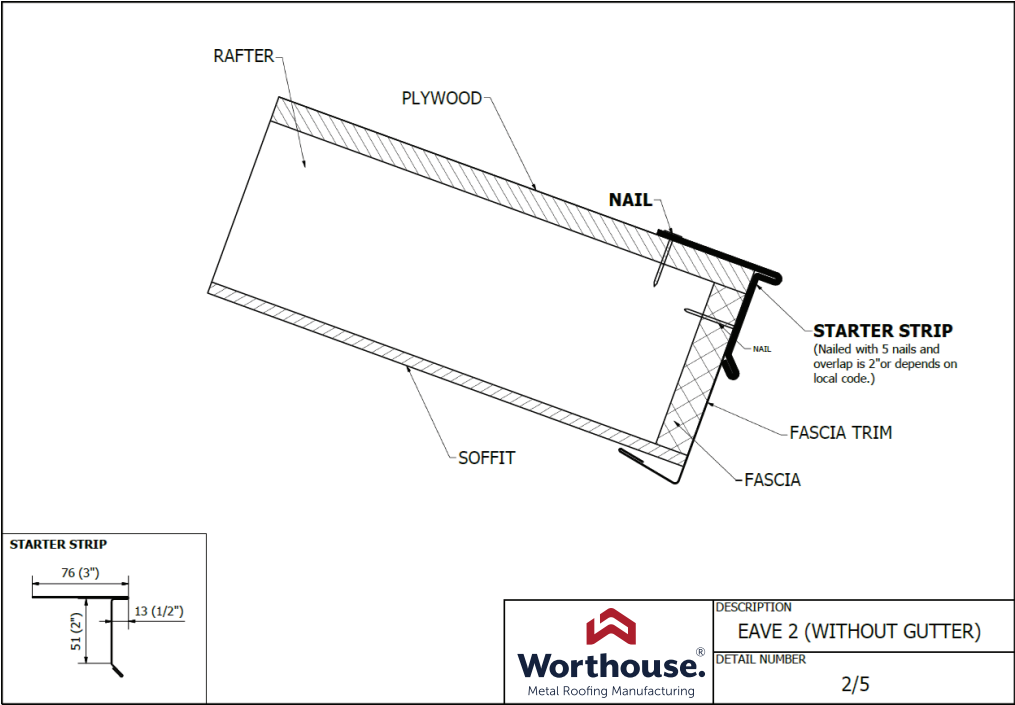 RAFTER
PLYWOOD
NAIL
STARTER STRIP
(Nailed with 5 nails and
overlap is 2"or depends on
local code.)
NAIL
FASCIA TRIM
SOFFIT
FASCIA
STARTER STRIP
76 (3")
13 (1/2")
51 (2")
Worthouse.®
Metal Roofing Manufacturing
DESCRIPTION
EAVE 2 (WITHOUT GUTTER)
DETAIL NUMBER
2/5